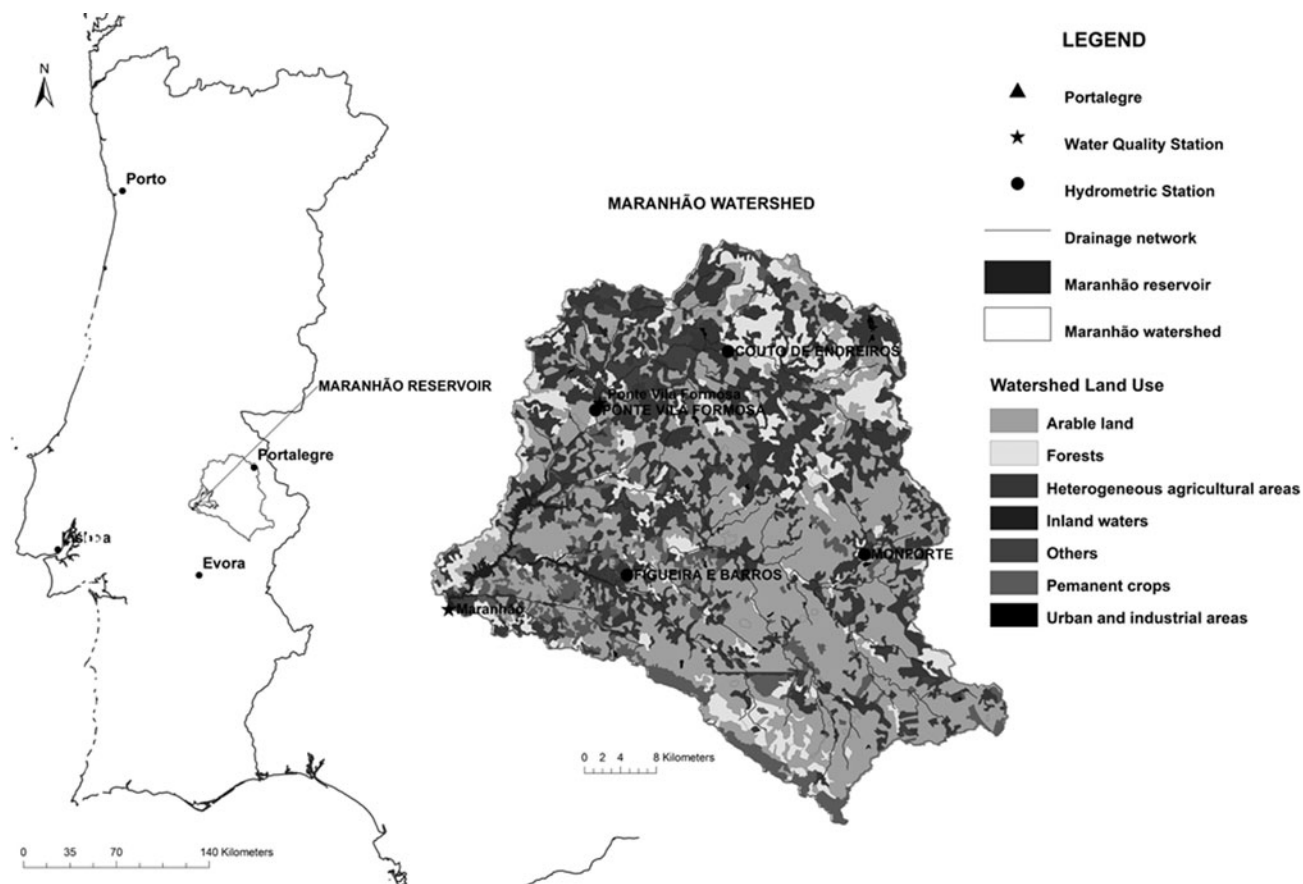 N
Porto
MARANHÃO RESERVOIR
Portalegre
Lisboa
Evora
0 35 70 140 Kilometers
MARANHÃO WATERSHED
COUTO DE ENDREIROS
Ponte Vila Formosa
PONTE VILA FORMOSA
MONFORTE
FIGUEIRA E BARROS
Maranhão
0 2 4 8 Kilometers
LEGEND
Portalegre
Water Quality Station
Hydrometric Station
Drainage network
Maranhão reservoir
Maranhão watershed
Watershed Land Use
Arable land
Forests
Heterogeneous agricultural areas
Inland waters
Others
Pemanent crops
Urban and industrial areas